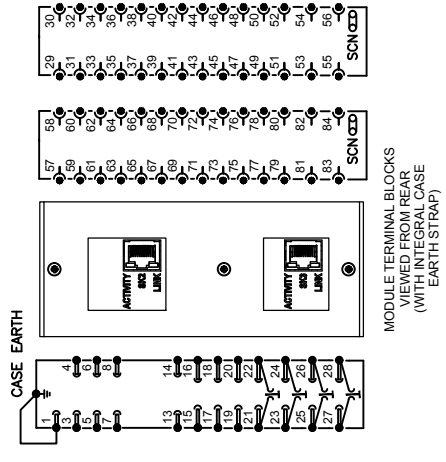 30 32 34 36 38 40 42 44 46 48 50 52 54 56
29 31 33 35 37 39 41 43 45 47 49 51 53 55
SCN
58 60 62 64 66 68 70 72 74 76 78 80 82 84
57 59 61 63 65 67 69 71 73 75 77 79 81 83
SCN
ACTIVITY
SK2
LINK
ACTIVITY
SK3
LINK
CASE EARTH
4 6 8 14 16 18 20 22 24 26 28
1 3 5 7 13 15 17 19 21 23 25 27
MODULE TERMINAL BLOCKS
VIEWED FROM REAR
(WITH INTEGRAL CASE
EARTH STRAP)